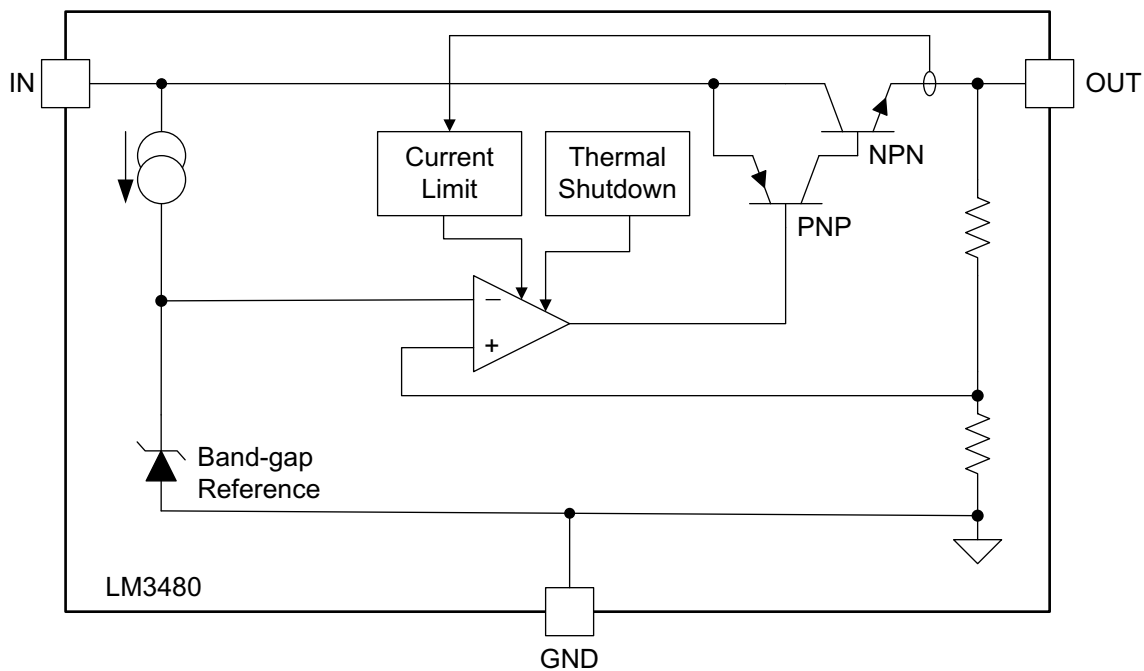 IN
OUT
Current
Limit
Thermal
Shutdown
NPN
PNP
−
+
Band-gap
Reference
LM3480
GND